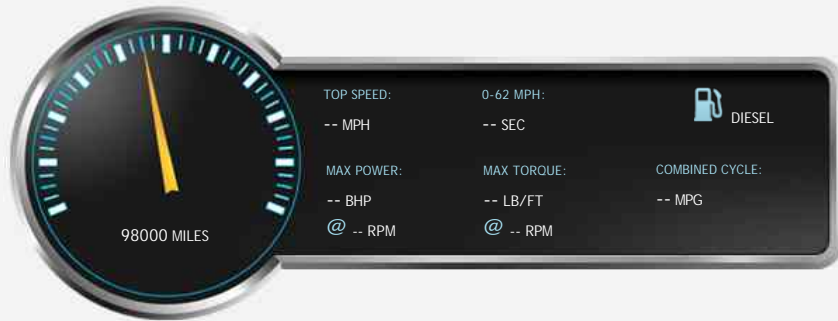 TOP SPEED:
-- MPH
0-62 MPH:
-- SEC
DIESEL
MAX POWER:
-- BHP
@ -- RPM
MAX TORQUE:
-- LB/FT
@ -- RPM
COMBINED CYCLE:
-- MPG
98000 MILES